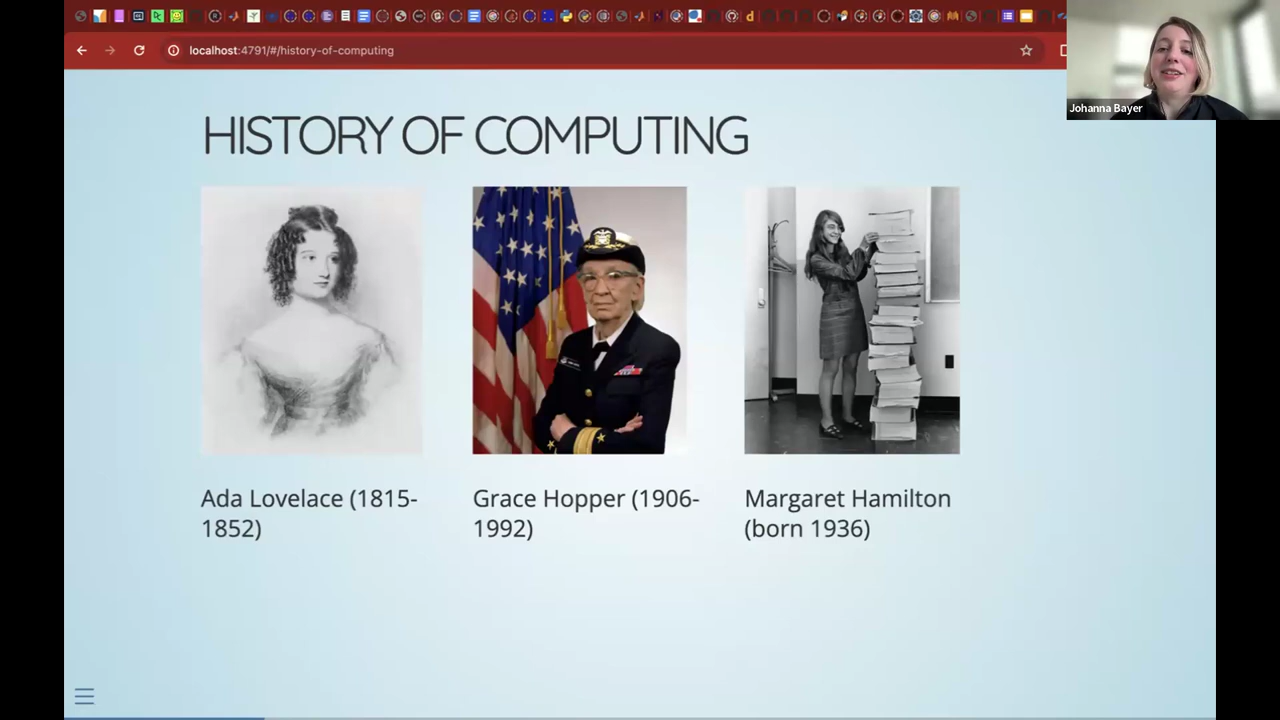 localhost:4791/#/history-of-computing
Johanna Bayer
HISTORY OF COMPUTING
Ada Lovelace (1815-
1852)
Grace Hopper (1906-
1992)
Margaret Hamilton
(born 1936)